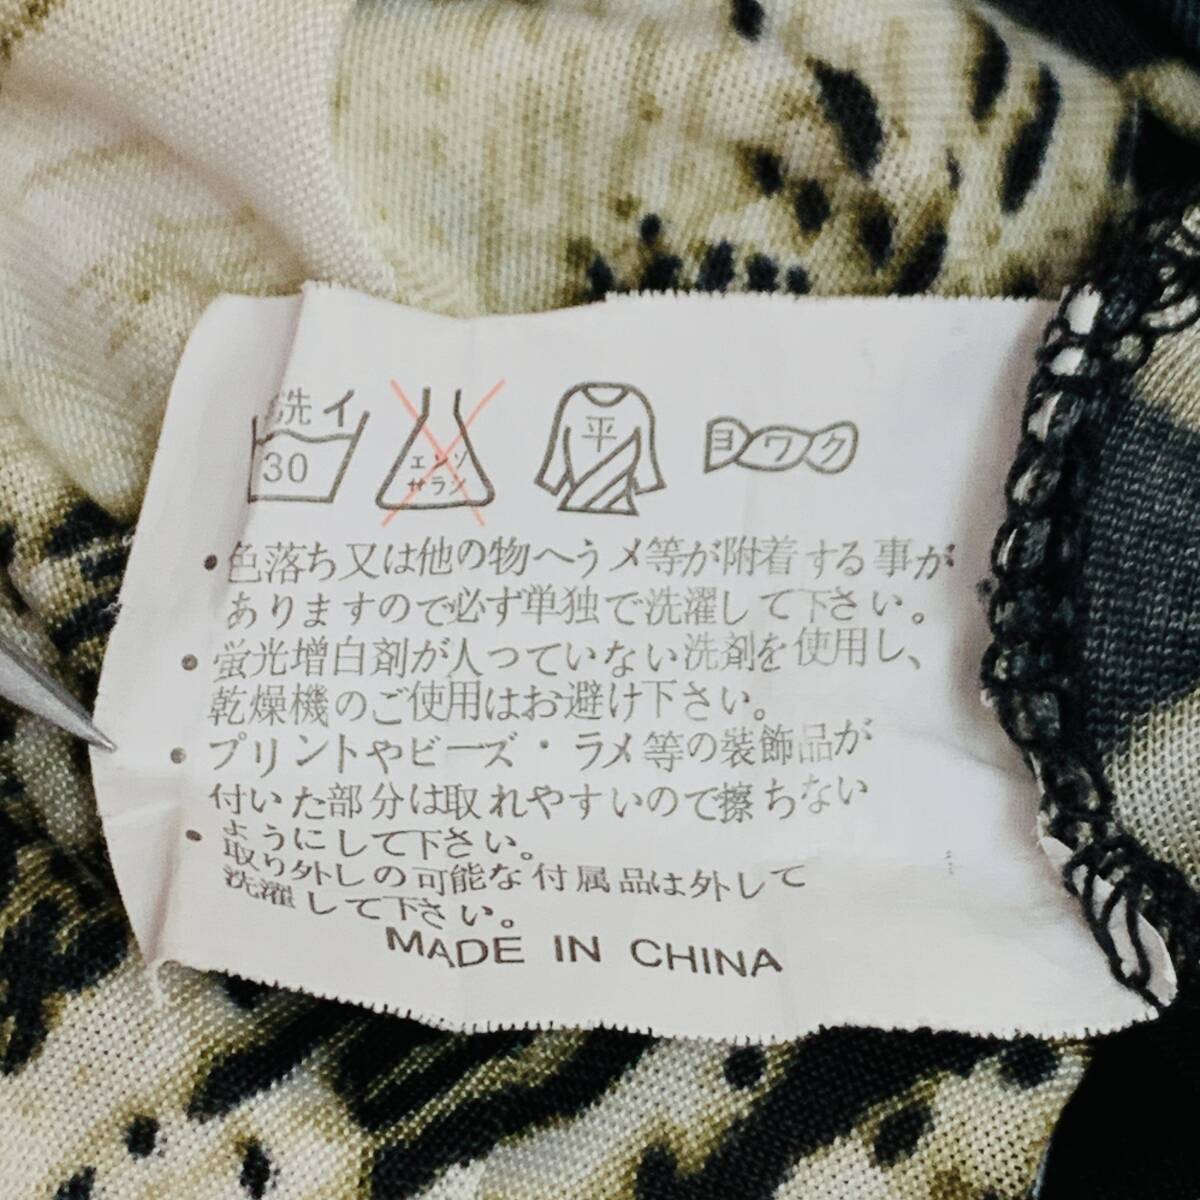 洗イ
30
エンソ
サラシ
平
ヨワク
・色落ち又は他の物へラメ等が附着する事が
ありますので必ず単独で洗濯して下さい。
・蛍光増白剤が入っていない洗剤を使用し、
乾燥機のご使用はお避け下さい。
・プリントやビーズ・ラメ等の装飾品が
付いた部分は取れやすいので擦らない
ようにして下さい。
・取り外しの可能な付属品は外して
洗濯して下さい。
MADE IN CHINA